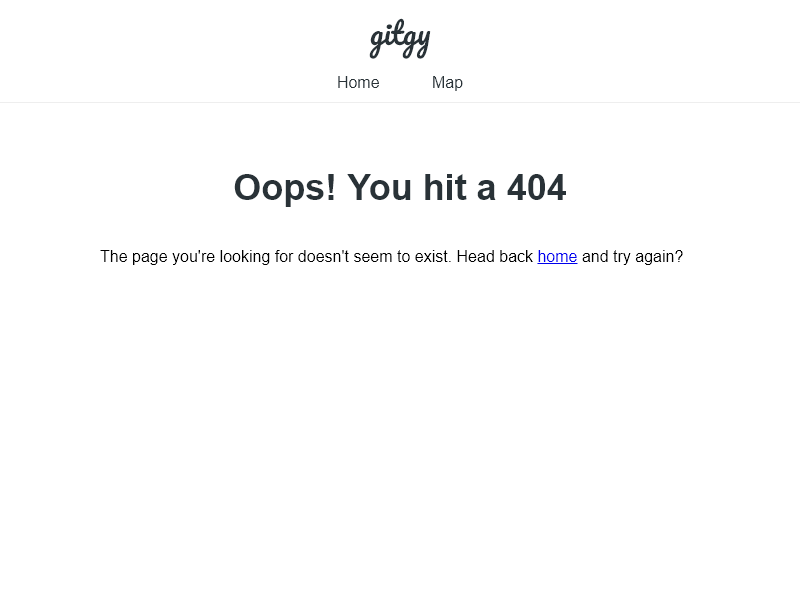 gitgy
Home Map
Oops! You hit a 404
The page you're looking for doesn't seem to exist. Head back home and try again?